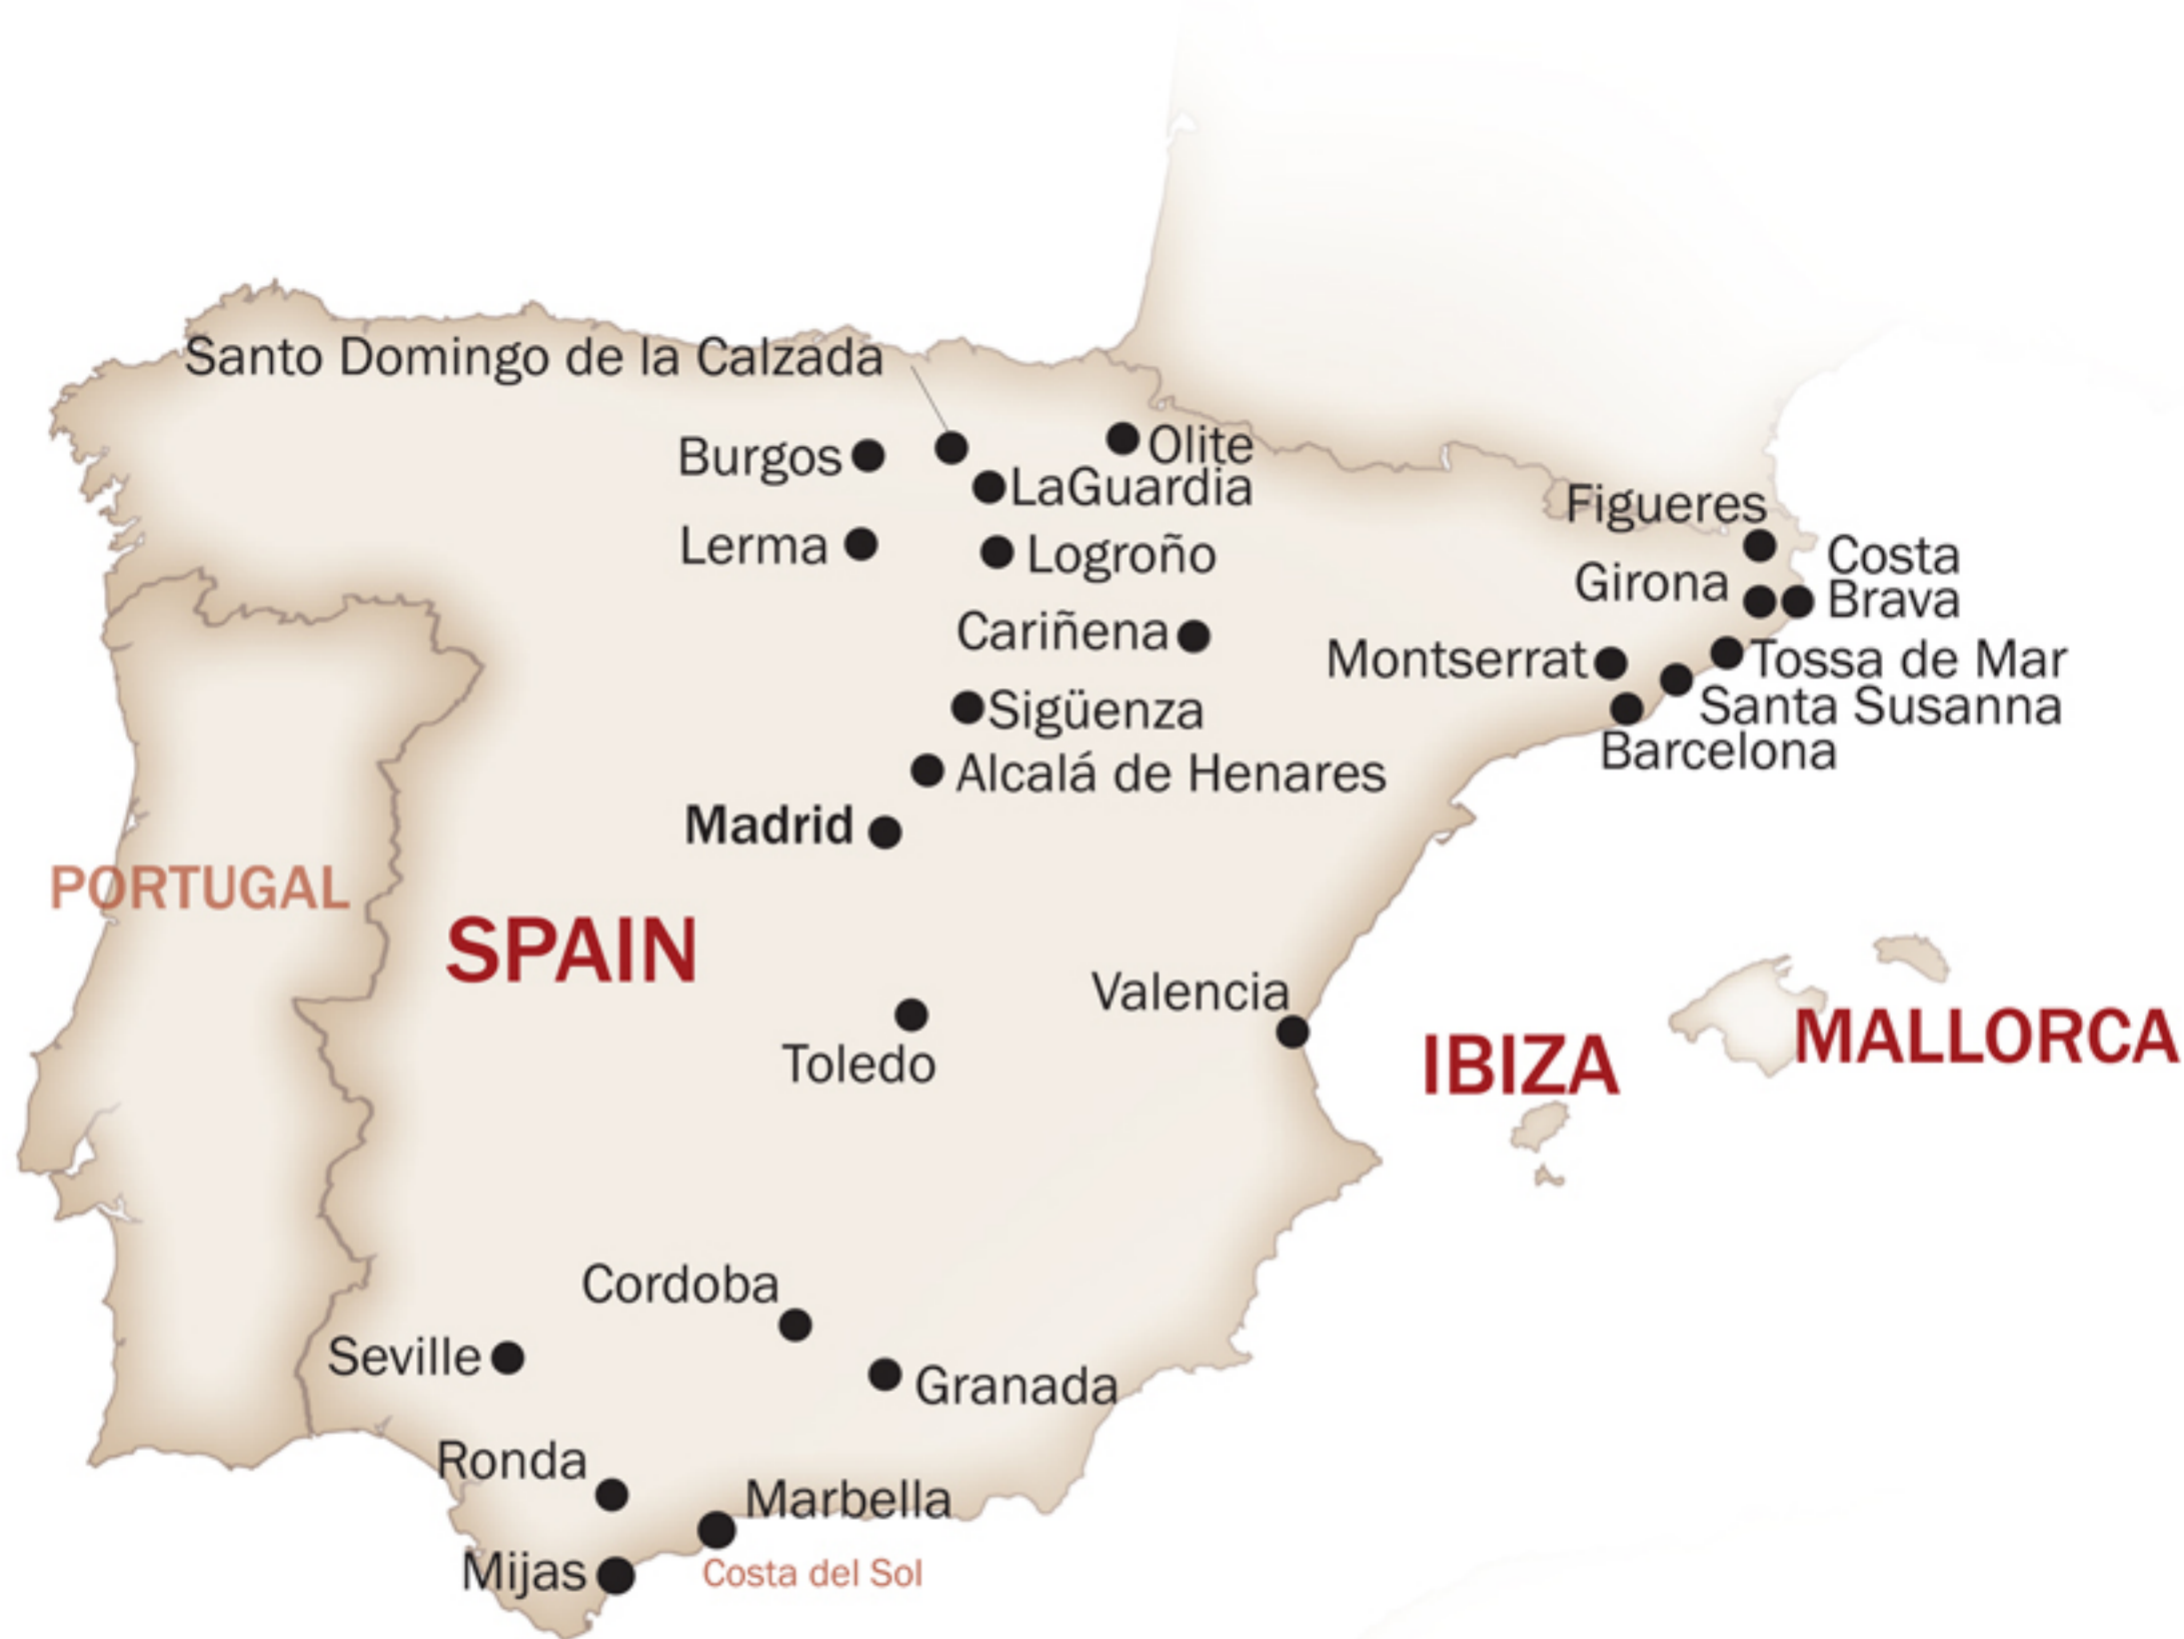 Santo Domingo de la Calzada
Burgos
Olite
LaGuardia
Lerma
Logroño
Figueres
Costa
Brava
Girona
Cariñena
Montserrat
Tossa de Mar
Santa Susanna
Barcelona
Sigüenza
Alcalá de Henares
Madrid
PORTUGAL
SPAIN
Valencia
IBIZA
MALLORCA
Toledo
Cordoba
Seville
Granada
Ronda
Marbella
Mijas
Costa del Sol